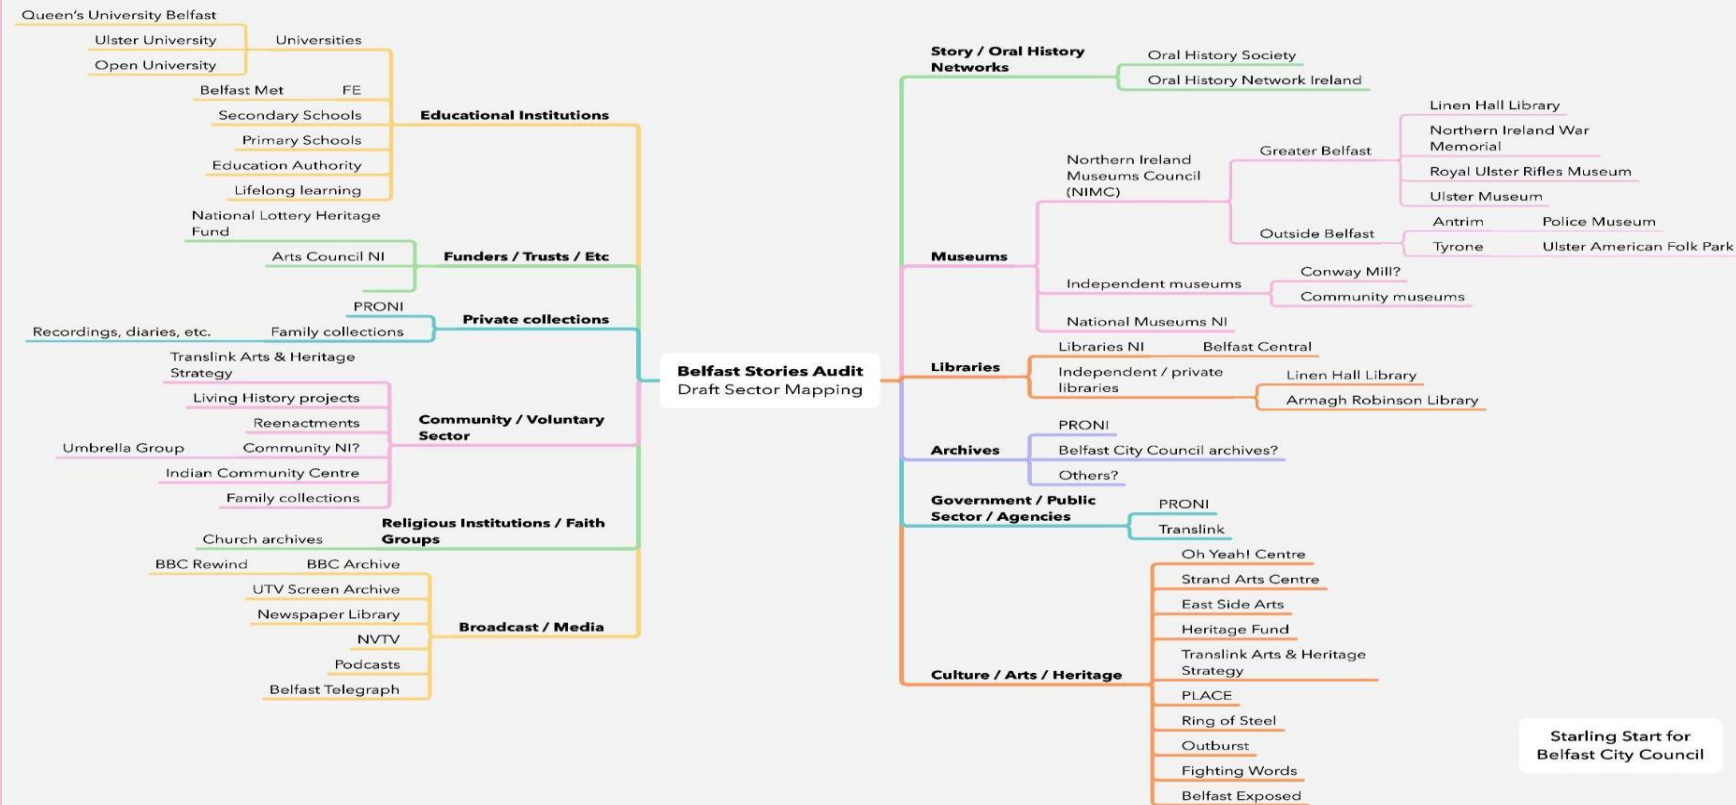 Queen's University Belfast
Ulster University
Open University
Universities
Belfast Met
FE
Secondary Schools
Primary Schools
Education Authority
Lifelong learning
Educational Institutions
National Lottery Heritage
Fund
Arts Council NI
Funders / Trusts / Etc
PRONI
Recordings, diaries, etc.
Family collections
Private collections
Translink Arts & Heritage
Strategy
Living History projects
Reenactments
Umbrella Group
Community NI?
Indian Community Centre
Family collections
Community / Voluntary
Sector
Church archives
Religious Institutions / Faith
Groups
BBC Rewind
BBC Archive
UTV Screen Archive
Newspaper Library
NVTV
Podcasts
Belfast Telegraph
Broadcast / Media
Belfast Stories Audit
Draft Sector Mapping
Story / Oral History
Networks
Oral History Society
Oral History Network Ireland
Museums
Northern Ireland
Museums Council
(NIMC)
Greater Belfast
Linen Hall Library
Northern Ireland War
Memorial
Royal Ulster Rifles Museum
Ulster Museum
Outside Belfast
Antrim
Police Museum
Tyrone
Ulster American Folk Park
Independent museums
Conway Mill?
Community museums
National Museums NI
Libraries
Libraries NI
Belfast Central
Independent / private
libraries
Linen Hall Library
Armagh Robinson Library
Archives
PRONI
Belfast City Council archives?
Others?
Government / Public
Sector / Agencies
PRONI
Translink
Culture / Arts / Heritage
Oh Yeah! Centre
Strand Arts Centre
East Side Arts
Heritage Fund
Translink Arts & Heritage
Strategy
PLACE
Ring of Steel
Outburst
Fighting Words
Belfast Exposed
Starling Start for
Belfast City Council